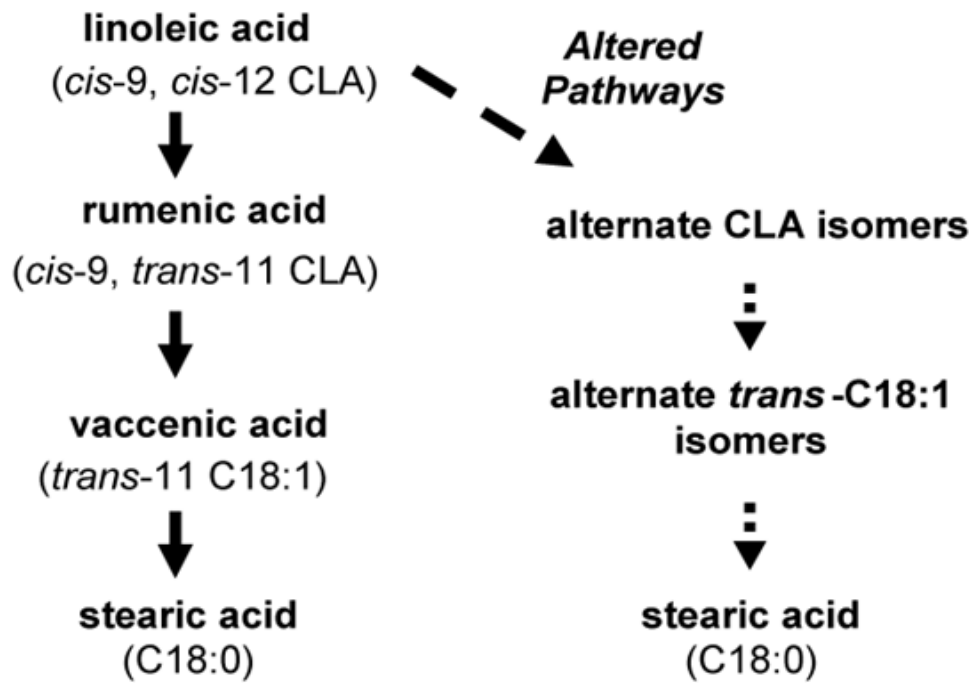 linoleic acid
(cis-9, cis-12 CLA)
Altered
Pathways
rumenic acid
(cis-9, trans-11 CLA)
alternate CLA isomers
vaccenic acid
(trans-11 C18:1)
alternate trans-C18:1
isomers
stearic acid
(C18:0)
stearic acid
(C18:0)